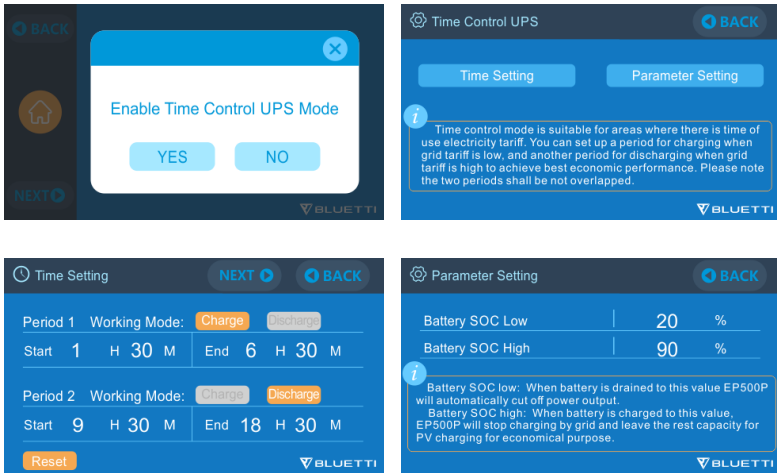 BACK
Enable Time Control UPS Mode
YES NO
NEXT
BLUETTI
Time Control UPS BACK
Time Setting Parameter Setting
i
Time control mode is suitable for areas where there is time of
use electricity tariff. You can set up a period for charging when
grid tariff is low, and another period for discharging when grid
tariff is high to achieve best economic performance. Please note
the two periods shall be not overlapped.
BLUETTI
Time Setting NEXT BACK
Period 1 Working Mode: Charge Discharge
Start 1 H 30 M End 6 H 30 M
Period 2 Working Mode: Charge Discharge
Start 9 H 30 M End 18 H 30 M
Reset BLUETTI
Parameter Setting BACK
Battery SOC Low 20 %
Battery SOC High 90 %
i
Battery SOC low: When battery is drained to this value EP500P
will automatically cut off power output.
Battery SOC high: When battery is charged to this value,
EP500P will stop charging by grid and leave the rest capacity for
PV charging for economical purpose.
BLUETTI